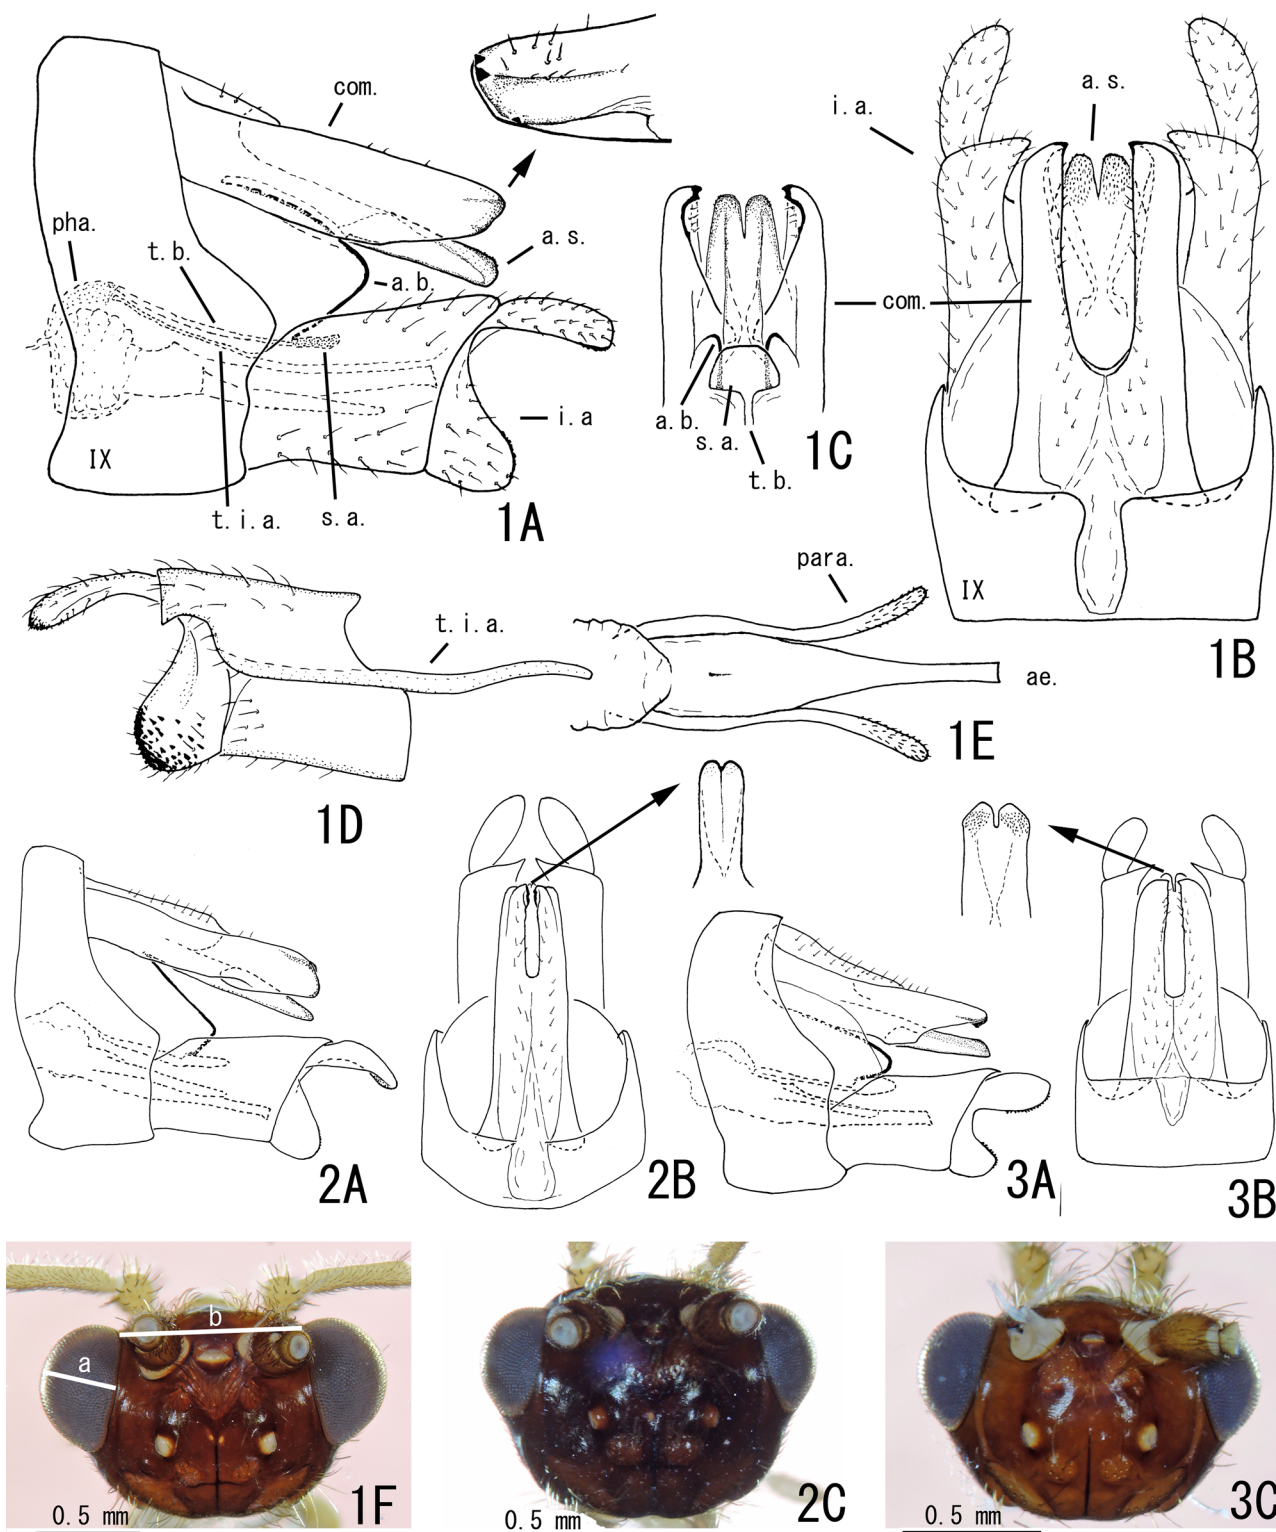 com.
pha.
t.b.
a.s.
a.b.
i.a
IX
t.i.a.
s.a.
1A
i.a.
a.s.
com.
a.b.
s.a.
t.b.
1C
IX
1B
t.i.a.
1D
para.
ae.
1E
2A
2B
3A
3B
a
b
0.5 mm
1F
0.5 mm
2C
0.5 mm
3C